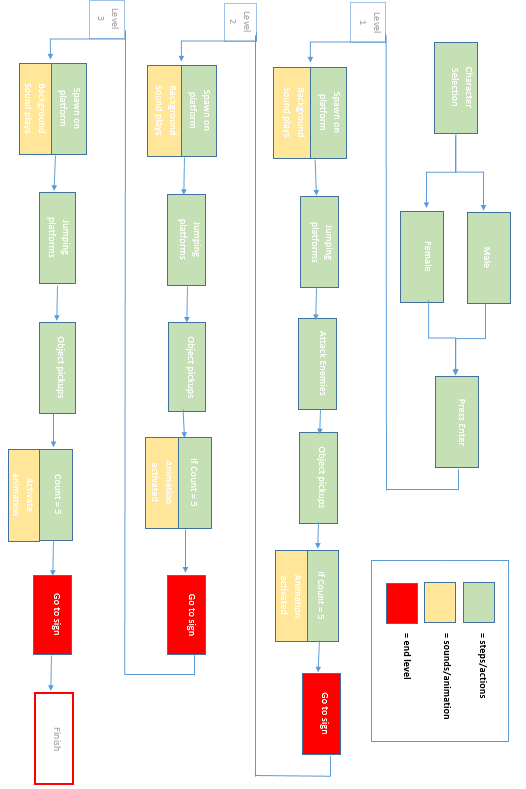 Character
Selection
Male
Female
Press Enter
Level
1
Spawn on
platform
Background
Sound plays
Jumping
platforms
Attack Enemies
Object pickups
If Count = 5
Animation
activated
Go to sign
Level
2
Spawn on
platform
Background
Sound plays
Jumping
platforms
Object pickups
If Count = 5
Animation
activated
Go to sign
Level
3
Spawn on
platform
Background
Sound plays
Jumping
platforms
Object pickups
Count = 5
Activate
animation
Go to sign
Finish
= steps/actions
= sounds/animation
= end level